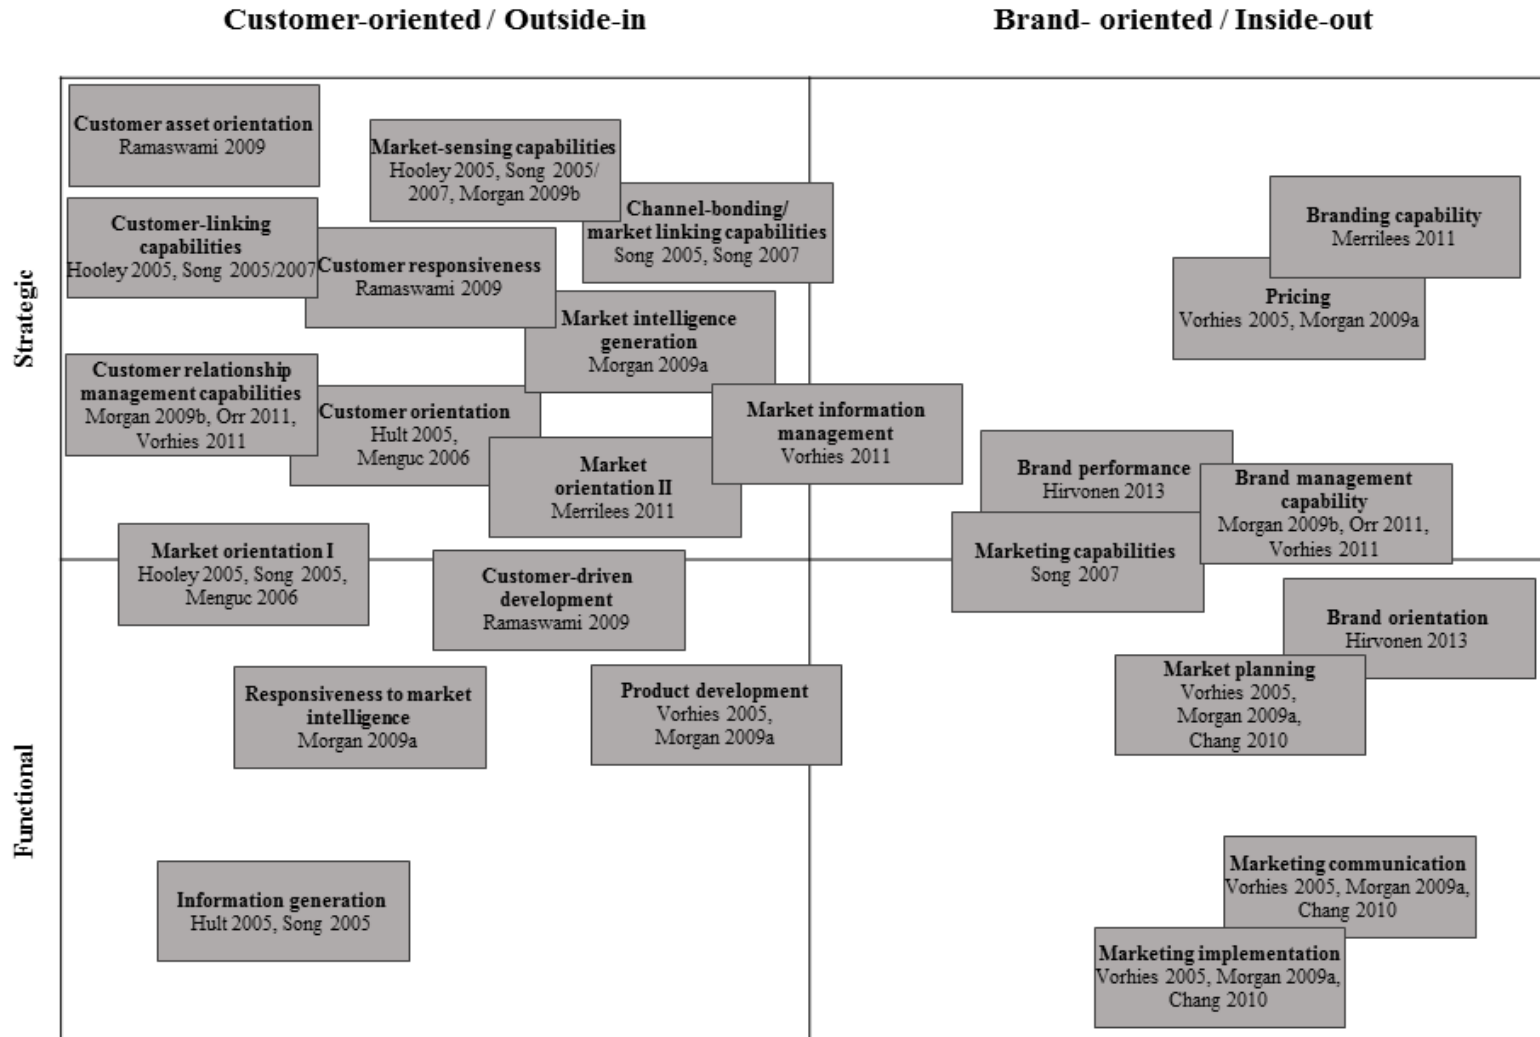 Customer-oriented / Outside-in
Brand- oriented / Inside-out
Strategic
Functional
Customer asset orientation
Ramaswami 2009
Market-sensing capabilities
Hooley 2005, Song 2005/
2007, Morgan 2009b
Customer-linking
capabilities
Hooley 2005, Song 2005/2007
Customer responsiveness
Ramaswami 2009
Channel-bonding/
market linking capabilities
Song 2005, Song 2007
Market intelligence
generation
Morgan 2009a
Customer relationship
management capabilities
Morgan 2009b, Orr 2011,
Vorhies 2011
Customer orientation
Hult 2005,
Menguc 2006
Market
orientation II
Merrilees 2011
Market information
management
Vorhies 2011
Branding capability
Merrilees 2011
Pricing
Vorhies 2005, Morgan 2009a
Brand performance
Hirvonen 2013
Brand management
capability
Morgan 2009b, Orr 2011,
Vorhies 2011
Marketing capabilities
Song 2007
Market orientation I
Hooley 2005, Song 2005,
Menguc 2006
Customer-driven
development
Ramaswami 2009
Responsiveness to market
intelligence
Morgan 2009a
Product development
Vorhies 2005,
Morgan 2009a
Information generation
Hult 2005, Song 2005
Brand orientation
Hirvonen 2013
Market planning
Vorhies 2005,
Morgan 2009a,
Chang 2010
Marketing communication
Vorhies 2005, Morgan 2009a,
Chang 2010
Marketing implementation
Vorhies 2005, Morgan 2009a,
Chang 2010